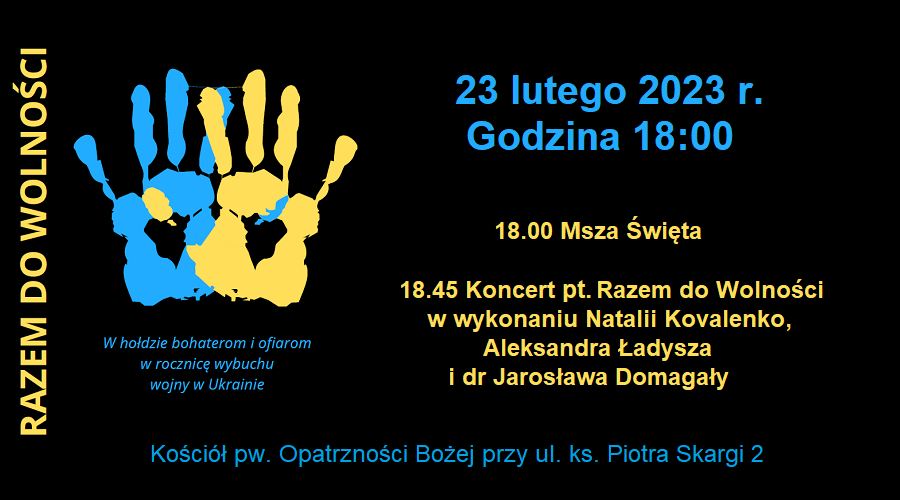 RAZEM DO WOLNOŚCI
23 lutego 2023 r.
Godzina 18:00
18.00 Msza Święta
18.45 Koncert pt. Razem do Wolności
w wykonaniu Natalii Kovalenko,
Aleksandra Ładysza
i dr Jarosława Domagały
W hołdzie bohaterom i ofiarom
w rocznicę wybuchu
wojny w Ukrainie
Kościół pw. Opatrzności Bożej przy ul. ks. Piotra Skargi 2